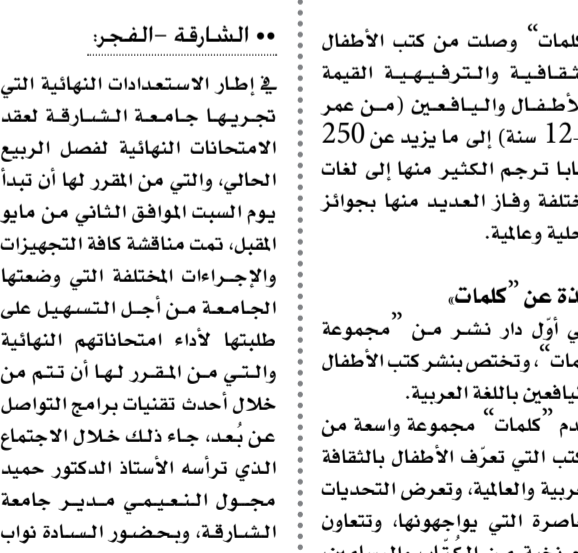 كلمات“ وصلت من كتب الأطفال
الثقافية والترفيهية القيمة
للأطفال واليافعين (من عمر
-12 سنة) إلى ما يزيد عن 250
ترجم الكثير منها إلى لغات
مختلفة وفاز العديد منها بجوائز
محلية وعالمية.
نبذة عن ”كلمات»
أوّل دار نشر من ”مجموعة
كلمات“، وتختص بنشر كتب الأطفال
واليافعين باللغة العربية.
”كلمات“ مجموعة واسعة من
الكتب التي تعرّف الأطفال بالثقافة
العربية والعالمية، وتعرض التحديات
المعاصرة التي يواجهونها، وتتعاون
•• الشارقة –الفجر:
في إطار الاستعدادات النهائية التي
تجريها جامعة الشارقة لعقد
الامتحانات النهائية لفصل الربيع
الحالي، والتي من المقرر لها أن تبدأ
يوم السبت الموافق الثاني من مايو
المقبل، تمت مناقشة كافة التجهيزات
والإجراءات المختلفة التي وضعتها
الجامعة من أجل التسهيل على
طلبتها لأداء امتحاناتهم النهائية
والتي من المقرر لها أن تتم من
خلال أحدث تقنيات برامج التواصل
عن بُعد، جاء ذلك خلال الاجتماع
الذي ترأسه الأستاذ الدكتور حميد
مجول النعيمي مدير جامعة
الشارقة، وبحضور السادة نواب